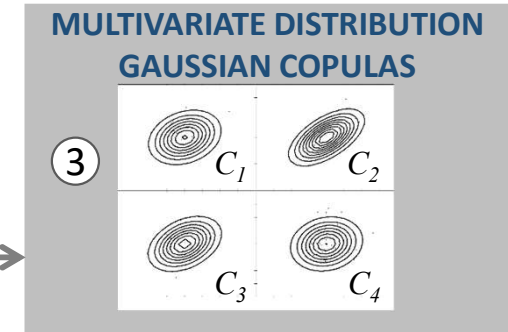 MULTIVARIATE DISTRIBUTION
GAUSSIAN COPULAS
3
C1 C2
C3 C4